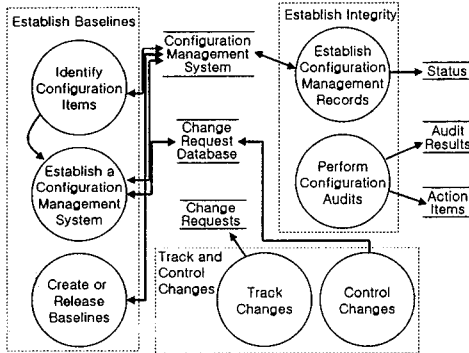 Establish Baselines
Identify
Configuration
Items
Establish a
Configuration
Management
System
Create or
Release
Baselines
Configuration
Management
System
Change
Request
Database
Change
Requests
Establish Integrity
Establish
Configuration
Management
Records
Perform
Configuration
Audits
Status
Audit
Results
Action
Items
Track and
Control
Changes
Track
Changes
Control
Changes